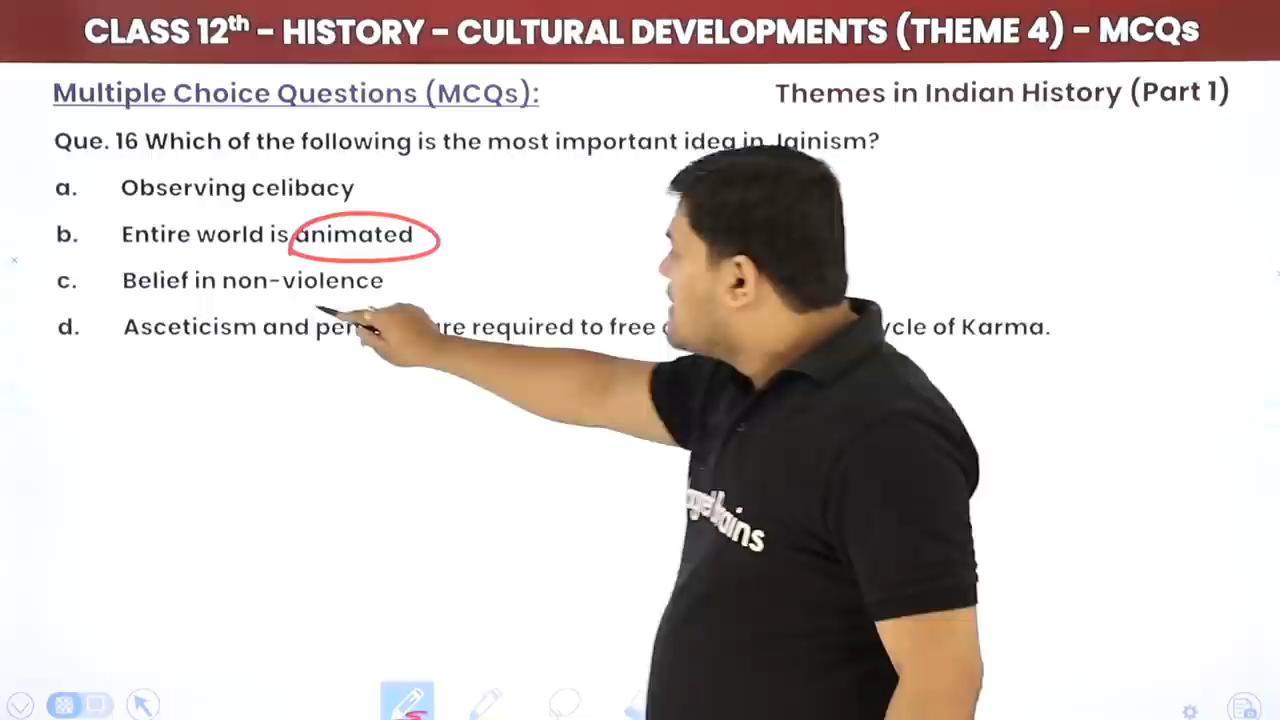 CLASS 12th - HISTORY - CULTURAL DEVELOPMENTS (THEME 4) - MCQs
Multiple Choice Questions (MCQs):
Themes in Indian History (Part 1)
Que. 16 Which of the following is the most important idea in Jainism?
a. Observing celibacy
b. Entire world is animated
c. Belief in non-violence
d. Asceticism and are required to free of Karma.